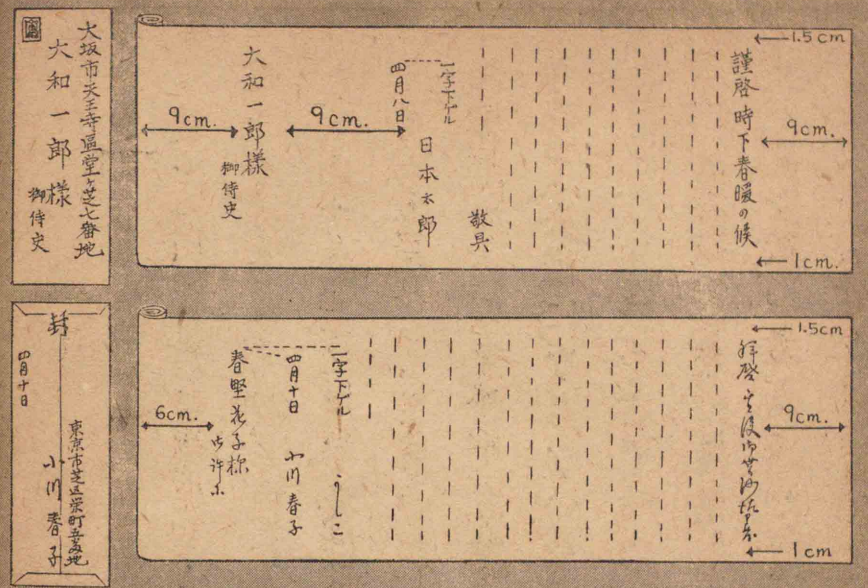 大坂市天王寺區堂ヶ芝七番地
大和一郎様
御侍史
1.5cm
9cm.
謹啓 時下春暖の候
敬具
一字下ゲル
日本太郎
四月八日
9cm.
大和一郎様
御侍史
9cm.
1cm.
封
東京市芝区栄町五番地
小川春子
四月十日
1.5cm
9cm.
拝啓
かしこ
一字下ゲル
四月十日 小川春子
春野花子様
御許に
6cm.
1cm